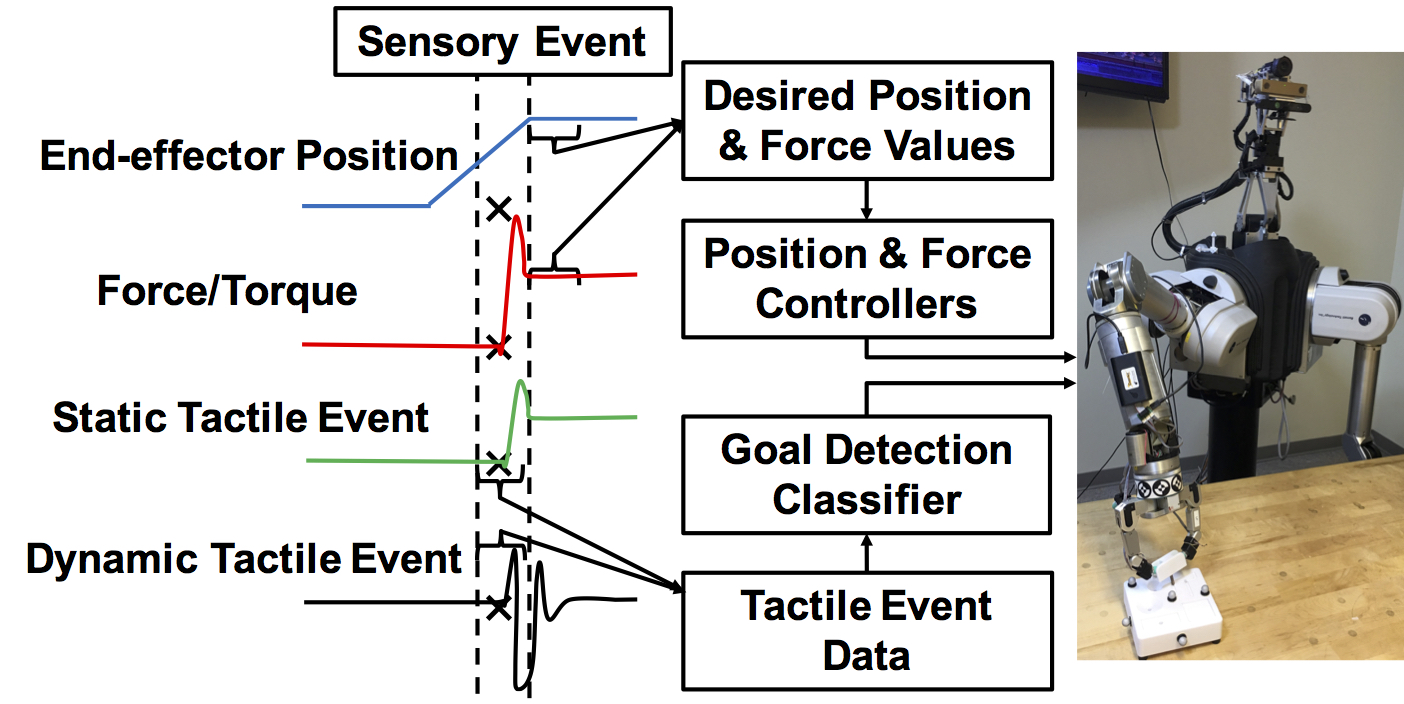 Sensory Event
End-effector Position
Force/Torque
Static Tactile Event
Dynamic Tactile Event
Desired Position
& Force Values
Position & Force
Controllers
Goal Detection
Classifier
Tactile Event
Data